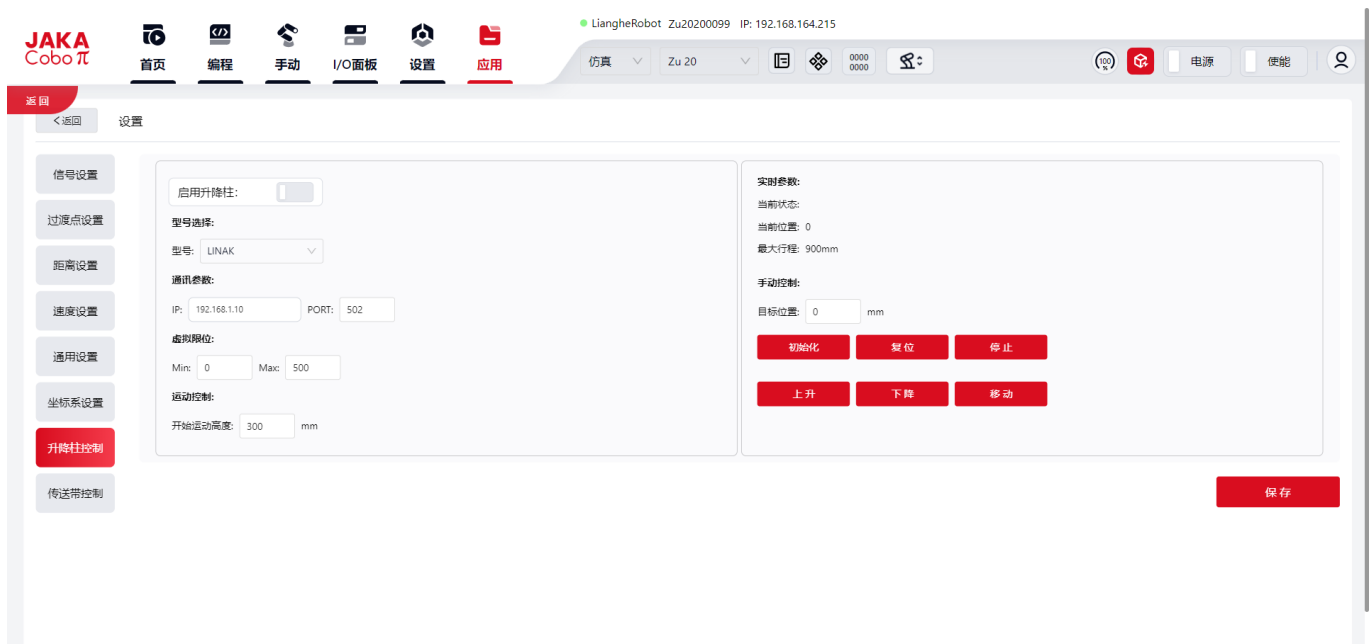 LiangheRobot Zu20200099 IP: 192.168.164.215
JAKA
Cobo π
首页 编程 手动 I/O面板 设置 应用
仿真 Zu 20 0000 0000 100 % 电源 使能
返回
返回 设置
信号设置
过渡点设置
距离设置
速度设置
通用设置
坐标系设置
升降柱控制
传送带控制
启用升降柱:
型号选择:
型号: LINAK
通讯参数:
IP: 192.168.1.10 PORT: 502
虚拟限位:
Min: 0 Max: 500
运动控制:
开始运动高度: 300 mm
实时参数:
当前状态:
当前位置: 0
最大行程: 900mm
手动控制:
目标位置: 0 mm
初始化 复位 停止
上升 下降 移动
保存